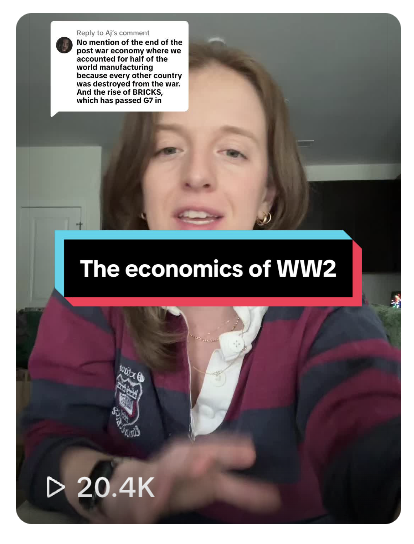 Reply to Aj's comment
No mention of the end of the
post war economy where we
accounted for half of the
world manufacturing
because every other country
was destroyed from the war.
And the rise of BRICKS,
which has passed G7 in
The economics of WW2
20.4K